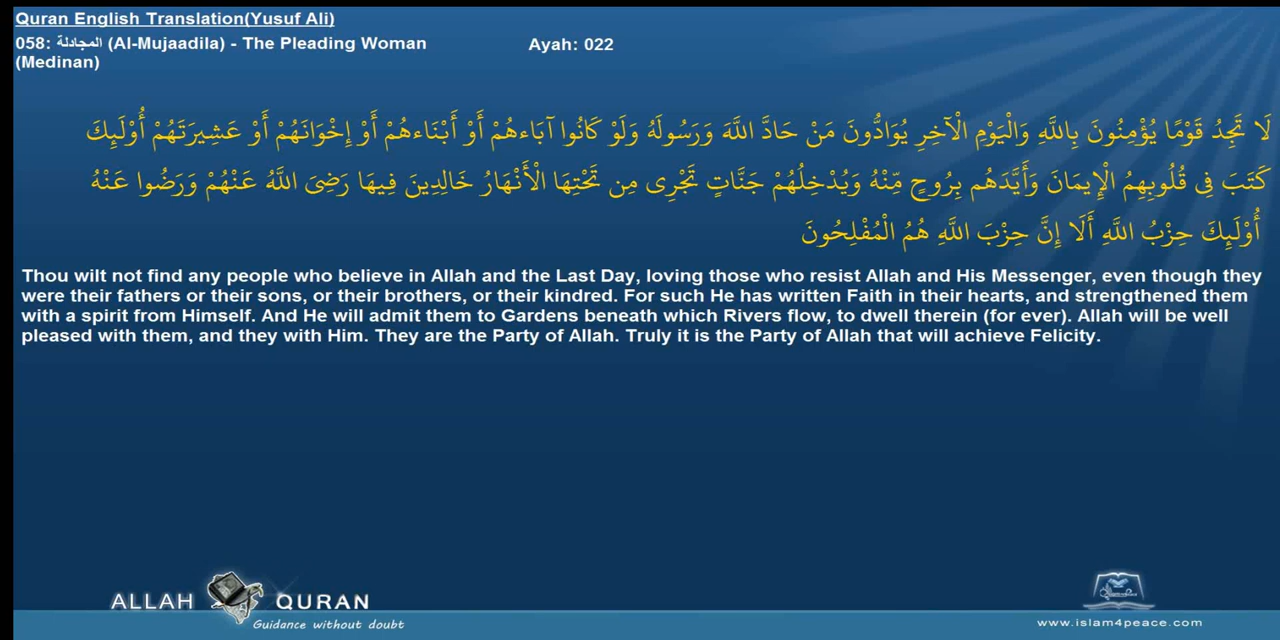 Quran English Translation(Yusuf Ali)
058: المجادلة (Al-Mujaadila) - The Pleading Woman (Medinan)
Ayah: 022
لَا تَجِدُ قَوْمًا يُؤْمِنُونَ بِاللَّهِ وَالْيَوْمِ الْآخِرِ يُوَادُّونَ مَنْ حَادَّ اللَّهَ وَرَسُولَهُ وَلَوْ كَانُوا آبَاءهُمْ أَوْ أَبْنَاءهُمْ أَوْ إِخْوَانَهُمْ أَوْ عَشِيرَتَهُمْ أُوْلَئِكَ
كَتَبَ فِي قُلُوبِهِمُ الْإِيمَانَ وَأَيَّدَهُم بِرُوحٍ مِّنْهُ وَيُدْخِلُهُمْ جَنَّاتٍ تَجْرِي مِن تَحْتِهَا الْأَنْهَارُ خَالِدِينَ فِيهَا رَضِيَ اللَّهُ عَنْهُمْ وَرَضُوا عَنْهُ
أُوْلَئِكَ حِزْبُ اللَّهِ أَلَا إِنَّ حِزْبَ اللَّهِ هُمُ الْمُفْلِحُونَ
Thou wilt not find any people who believe in Allah and the Last Day, loving those who resist Allah and His Messenger, even though they
were their fathers or their sons, or their brothers, or their kindred. For such He has written Faith in their hearts, and strengthened them
with a spirit from Himself. And He will admit them to Gardens beneath which Rivers flow, to dwell therein (for ever). Allah will be well
pleased with them, and they with Him. They are the Party of Allah. Truly it is the Party of Allah that will achieve Felicity.
ALLAH QURAN
Guidance without doubt
www.islam4peace.com